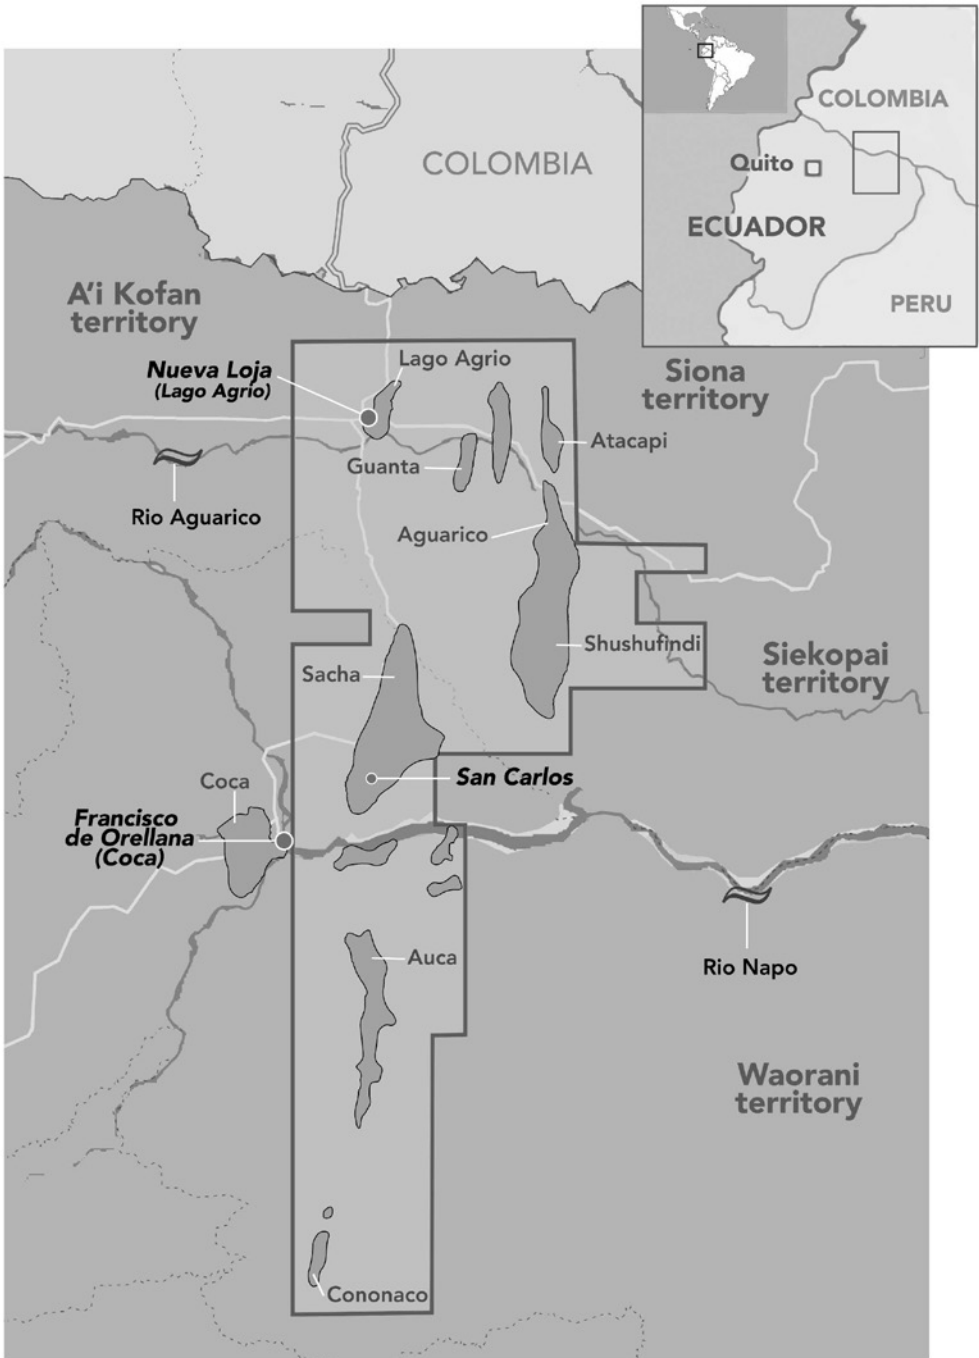 COLOMBIA
Quito
ECUADOR
PERU
COLOMBIA
A'i Kofan
territory
Nueva Loja
(Lago Agrio)
Lago Agrio
Siona
territory
Atacapi
Guanta
Rio Aguarico
Aguarico
Shushufindi
Siekopai
territory
Sacha
San Carlos
Coca
Francisco
de Orellana
(Coca)
Rio Napo
Auca
Waorani
territory
Cononaco